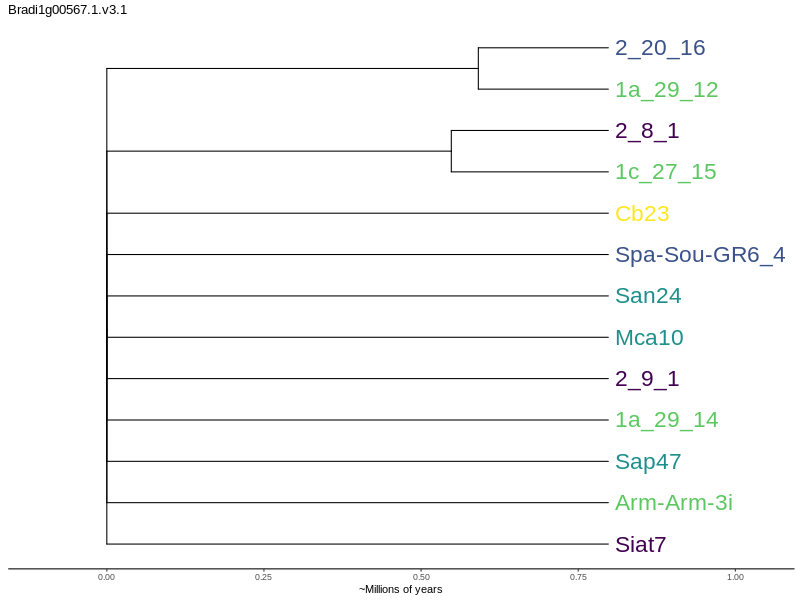 Bradi1g00567.1.v3.1
2_20_16
1a_29_12
2_8_1
1c_27_15
Cb23
Spa-Sou-GR6_4
San24
Mca10
2_9_1
1a_29_14
Sap47
Arm-Arm-3i
Siat7
0.00 0.25 0.50 0.75 1.00
~Millions of years